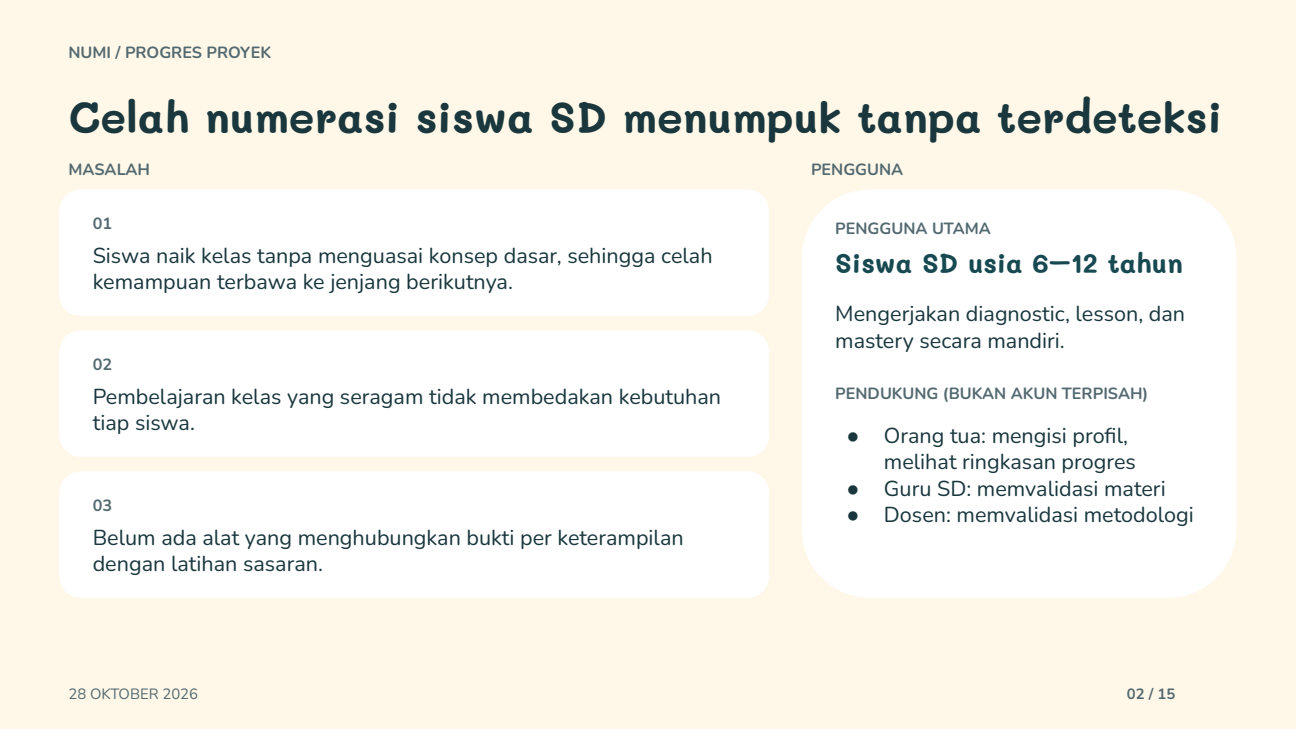 NUMI / PROGRES PROYEK
Celah numerasi siswa SD menumpuk tanpa terdeteksi
MASALAH
01
Siswa naik kelas tanpa menguasai konsep dasar, sehingga celah
kemampuan terbawa ke jenjang berikutnya.
02
Pembelajaran kelas yang seragam tidak membedakan kebutuhan
tiap siswa.
03
Belum ada alat yang menghubungkan bukti per keterampilan
dengan latihan sasaran.
PENGGUNA
PENGGUNA UTAMA
Siswa SD usia 6–12 tahun
Mengerjakan diagnostic, lesson, dan
mastery secara mandiri.
PENDUKUNG (BUKAN AKUN TERPISAH)
● Orang tua: mengisi profil,
melihat ringkasan progres
● Guru SD: memvalidasi materi
● Dosen: memvalidasi metodologi
28 OKTOBER 2026
02 / 15